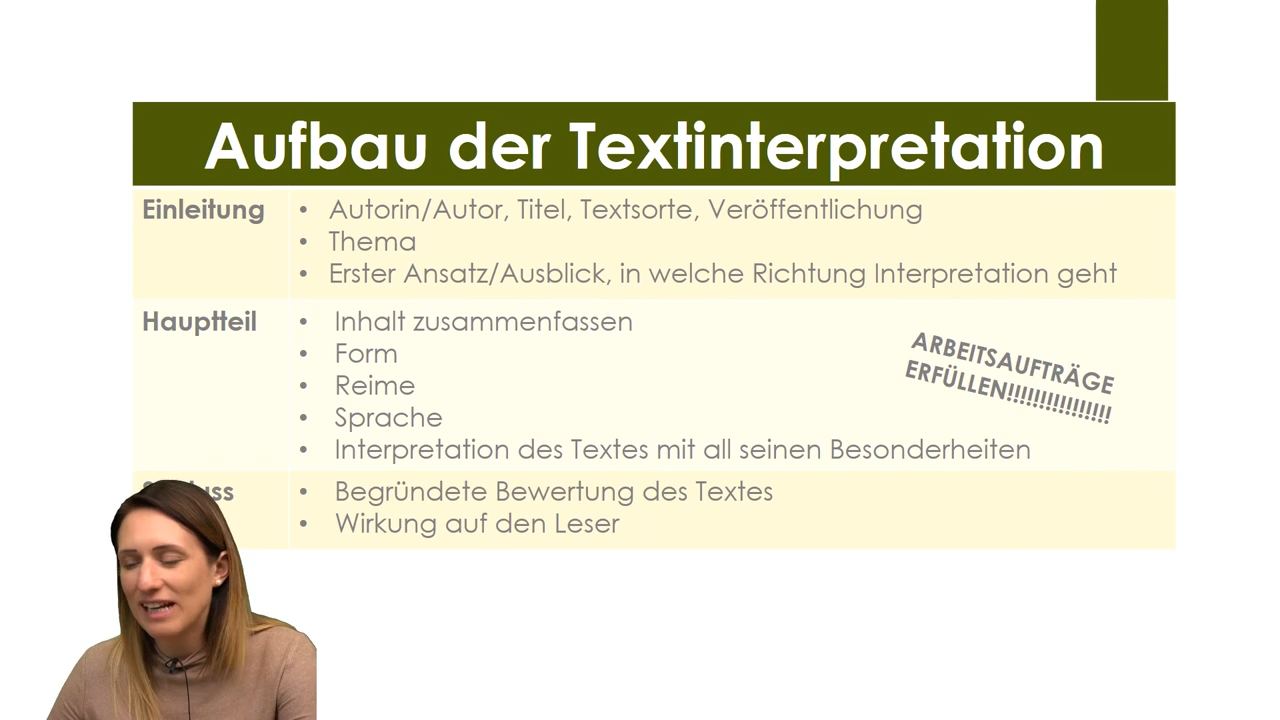 Aufbau der Textinterpretation
Einleitung
• Autorin/Autor, Titel, Textsorte, Veröffentlichung
• Thema
• Erster Ansatz/Ausblick, in welche Richtung Interpretation geht
Hauptteil
• Inhalt zusammenfassen
• Form
• Reime
• Sprache
• Interpretation des Textes mit all seinen Besonderheiten
ARBEITSAUFTRÄGE
ERFÜLLEN!!!!!!!!!!!!!!!!
• Begründete Bewertung des Textes
• Wirkung auf den Leser